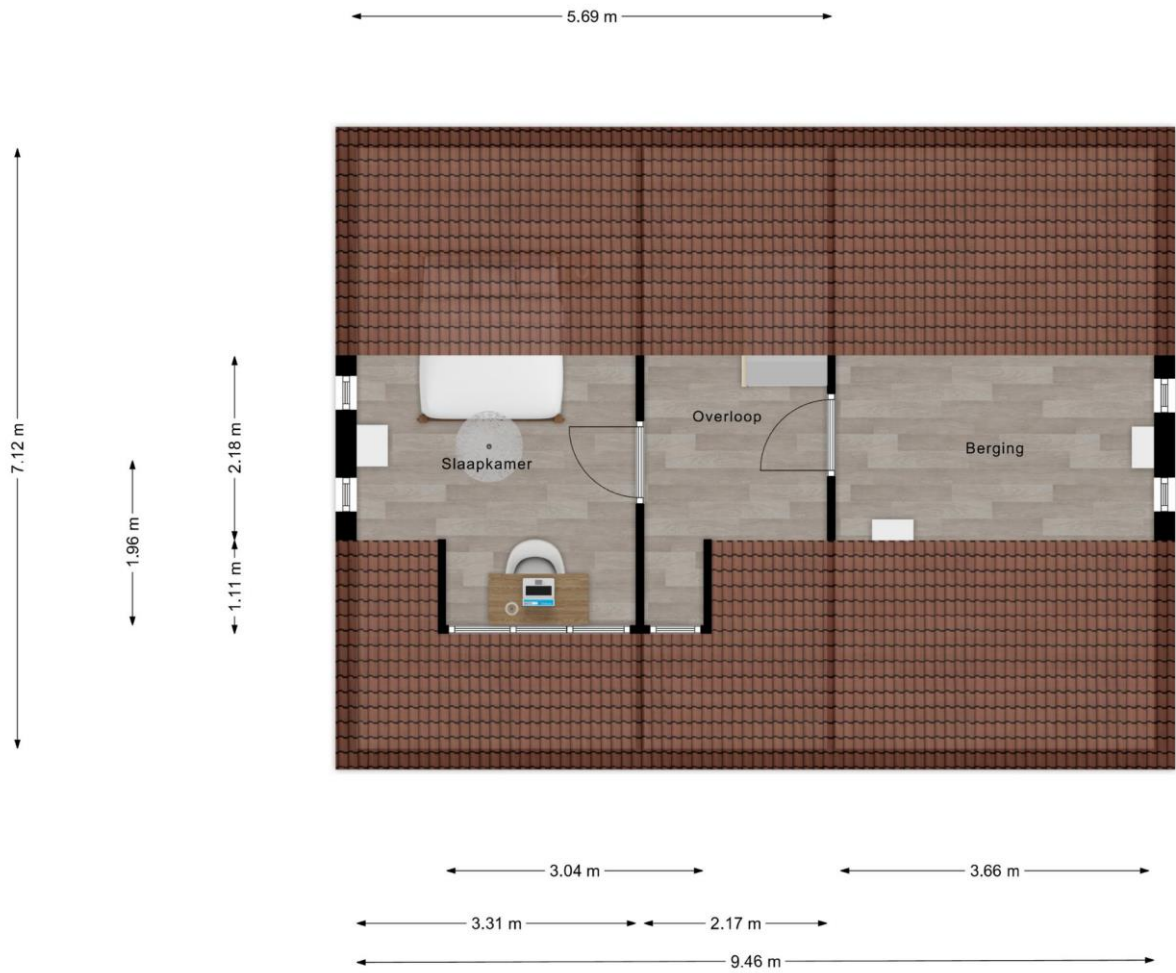 5.69 m
7.12 m
2.18 m
1.96 m
1.11 m
Overloop
Slaapkamer
Berging
3.04 m
3.66 m
3.31 m
2.17 m
9.46 m